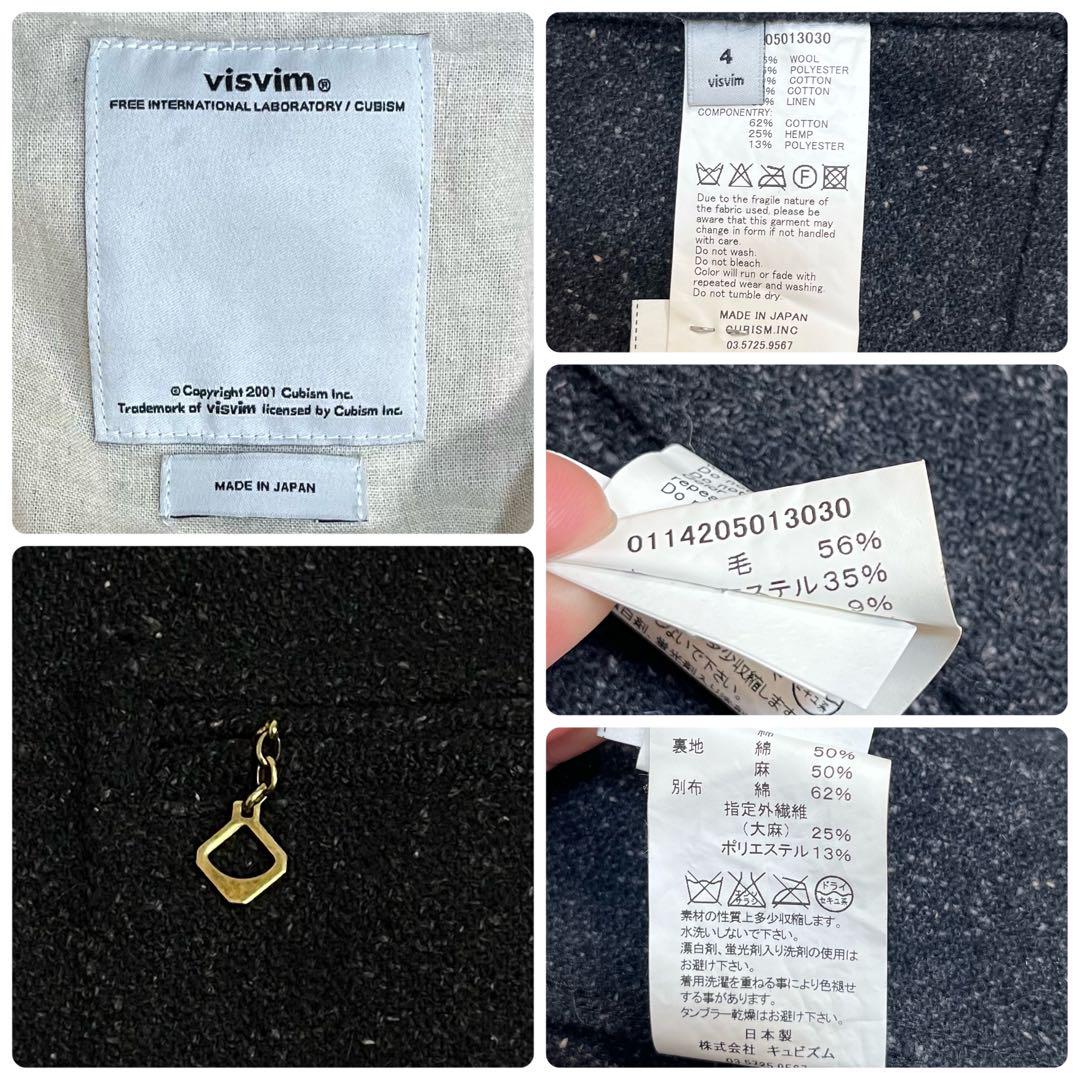 visvim®
FREE INTERNATIONAL LABORATORY / CUBISM
© Copyright 2001 Cubism Inc.
Trademark of visvim licensed by Cubism Inc.
MADE IN JAPAN
4
visvim
05013030
WOOL
POLYESTER
COTTON
COTTON
LINEN
COMPONENTRY:
62% COTTON
25% HEMP
13% POLYESTER
F
Due to the fragile nature of
the fabric used, please be
aware that this garment may
change in form if not handled
with care.
Do not wash.
Do not bleach.
Color will run or fade with
repeated wear and washing.
Do not tumble dry.
MADE IN JAPAN
CUBISM.INC
03.5725.9567
0114205013030
毛 56%
ステル 35%
9%
裏地 綿 50%
麻 50%
別布 綿 62%
指定外繊維
(大麻) 25%
ポリエステル 13%
エンソ
サラシ
ドライ
セキユ系
素材の性質上多少収縮します。
水洗いしないで下さい。
漂白剤、蛍光剤入り洗剤の使用は
お避け下さい。
着用洗濯を重ねる事により色褪せ
する事があります。
タンブラー乾燥はお避け下さい。
日本製
株式会社 キュビズム